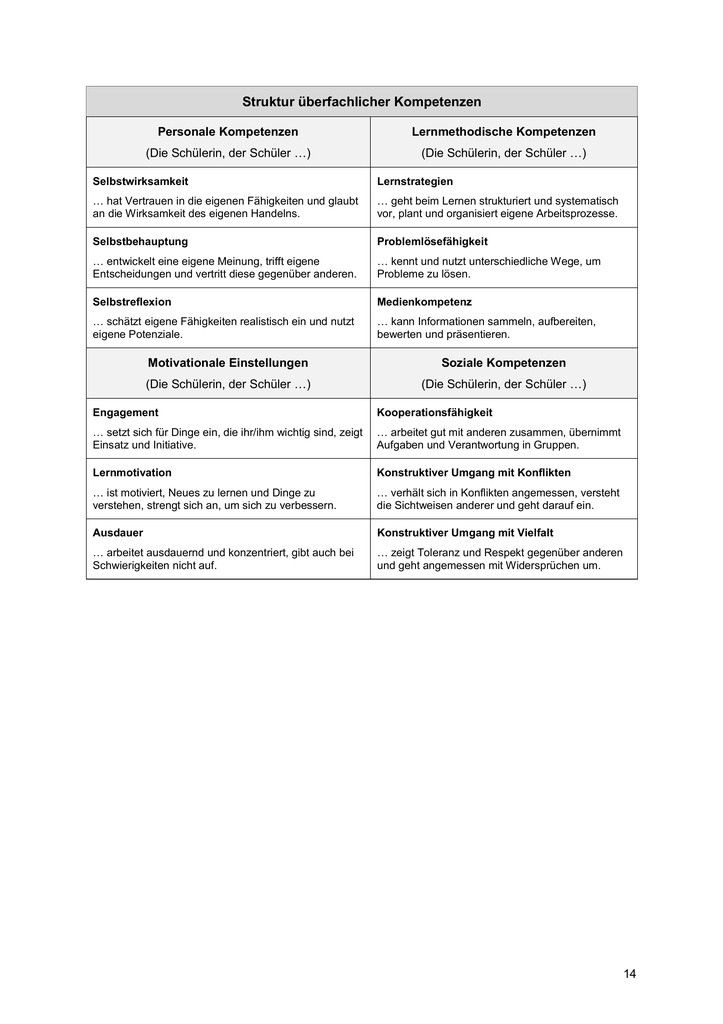 Struktur überfachlicher Kompetenzen
Personale Kompetenzen
(Die Schülerin, der Schüler …)
Lernmethodische Kompetenzen
(Die Schülerin, der Schüler …)
Selbstwirksamkeit
… hat Vertrauen in die eigenen Fähigkeiten und glaubt
an die Wirksamkeit des eigenen Handelns.
Lernstrategien
… geht beim Lernen strukturiert und systematisch
vor, plant und organisiert eigene Arbeitsprozesse.
Selbstbehauptung
… entwickelt eine eigene Meinung, trifft eigene
Entscheidungen und vertritt diese gegenüber anderen.
Problemlösefähigkeit
… kennt und nutzt unterschiedliche Wege, um
Probleme zu lösen.
Selbstreflexion
… schätzt eigene Fähigkeiten realistisch ein und nutzt
eigene Potenziale.
Medienkompetenz
… kann Informationen sammeln, aufbereiten,
bewerten und präsentieren.
Motivationale Einstellungen
(Die Schülerin, der Schüler …)
Soziale Kompetenzen
(Die Schülerin, der Schüler …)
Engagement
… setzt sich für Dinge ein, die ihr/ihm wichtig sind, zeigt
Einsatz und Initiative.
Kooperationsfähigkeit
… arbeitet gut mit anderen zusammen, übernimmt
Aufgaben und Verantwortung in Gruppen.
Lernmotivation
… ist motiviert, Neues zu lernen und Dinge zu
verstehen, strengt sich an, um sich zu verbessern.
Konstruktiver Umgang mit Konflikten
… verhält sich in Konflikten angemessen, versteht
die Sichtweisen anderer und geht darauf ein.
Ausdauer
… arbeitet ausdauernd und konzentriert, gibt auch bei
Schwierigkeiten nicht auf.
Konstruktiver Umgang mit Vielfalt
… zeigt Toleranz und Respekt gegenüber anderen
und geht angemessen mit Widersprüchen um.
14